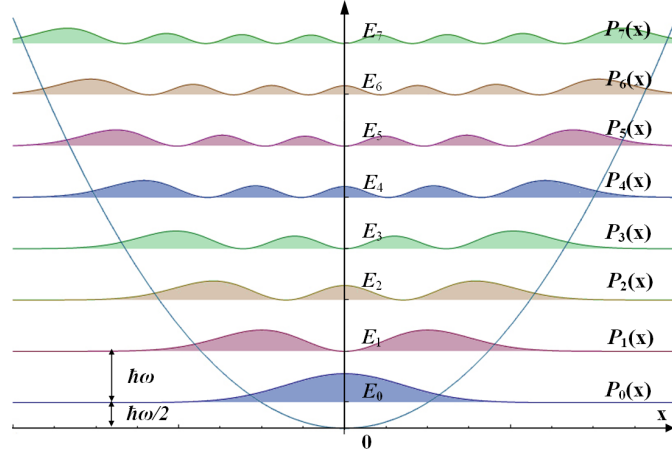 E₇ P₇(x)
E₆ P₆(x)
E₅ P₅(x)
E₄ P₄(x)
E₃ P₃(x)
E₂ P₂(x)
E₁ P₁(x)
ħω
E₀ P₀(x)
ħω/2
x
0